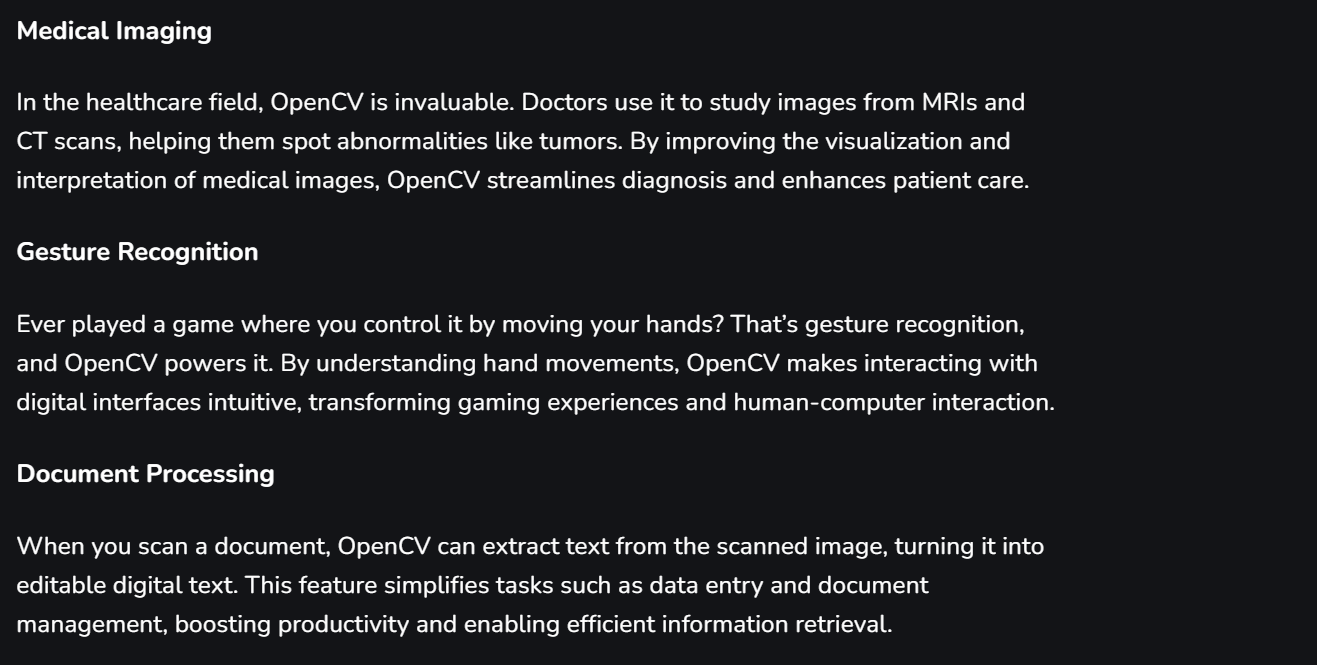 Medical Imaging
In the healthcare field, OpenCV is invaluable. Doctors use it to study images from MRIs and
CT scans, helping them spot abnormalities like tumors. By improving the visualization and
interpretation of medical images, OpenCV streamlines diagnosis and enhances patient care.
Gesture Recognition
Ever played a game where you control it by moving your hands? That’s gesture recognition,
and OpenCV powers it. By understanding hand movements, OpenCV makes interacting with
digital interfaces intuitive, transforming gaming experiences and human-computer interaction.
Document Processing
When you scan a document, OpenCV can extract text from the scanned image, turning it into
editable digital text. This feature simplifies tasks such as data entry and document
management, boosting productivity and enabling efficient information retrieval.